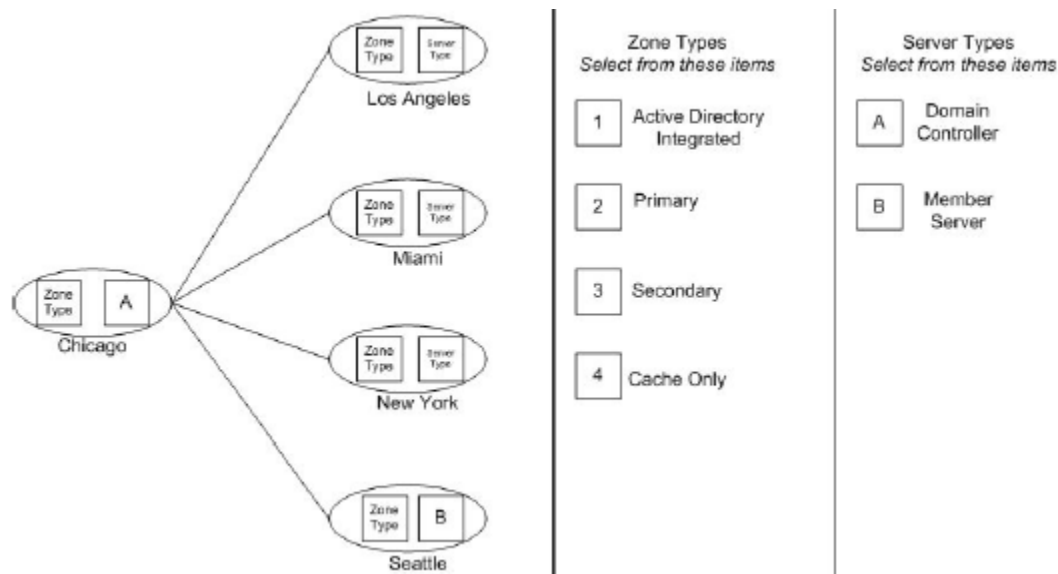 Zone
Type
Server
Type
Los Angeles
Zone
Type
Server
Type
Miami
Zone
Type
A
Chicago
Zone
Type
Server
Type
New York
Zone
Type
B
Seattle
Zone Types
Select from these items
1
Active Directory
Integrated
2
Primary
3
Secondary
4
Cache Only
Server Types
Select from these items
A
Domain
Controller
B
Member
Server